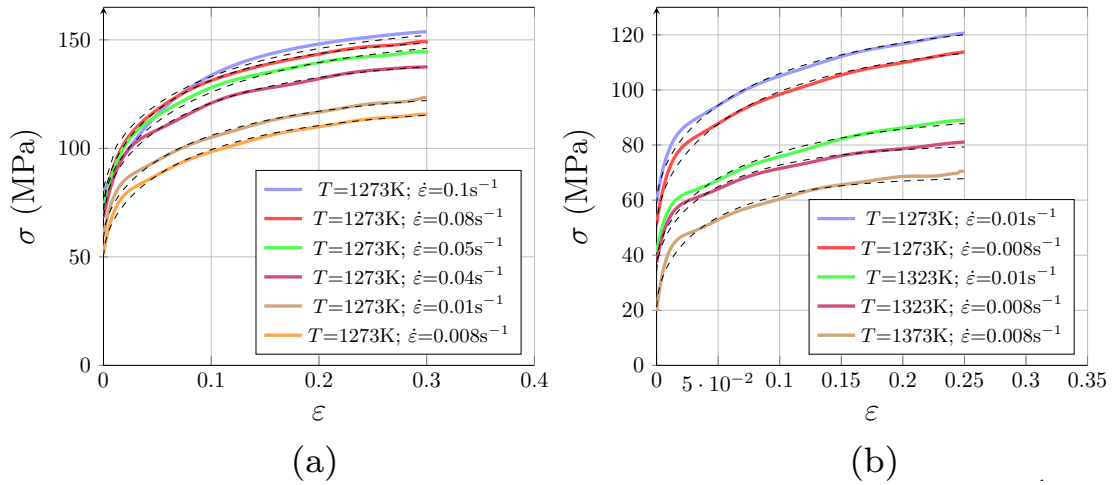 150
100
50
0
σ (MPa)
T=1273K; ε̇=0.1s⁻¹
T=1273K; ε̇=0.08s⁻¹
T=1273K; ε̇=0.05s⁻¹
T=1273K; ε̇=0.04s⁻¹
T=1273K; ε̇=0.01s⁻¹
T=1273K; ε̇=0.008s⁻¹
0 0.1 0.2 0.3 0.4
ε
(a)
120
100
80
60
40
20
0
σ (MPa)
T=1273K; ε̇=0.01s⁻¹
T=1273K; ε̇=0.008s⁻¹
T=1323K; ε̇=0.01s⁻¹
T=1323K; ε̇=0.008s⁻¹
T=1373K; ε̇=0.008s⁻¹
0 5 · 10⁻² 0.1 0.15 0.2 0.25 0.3 0.35
ε
(b)